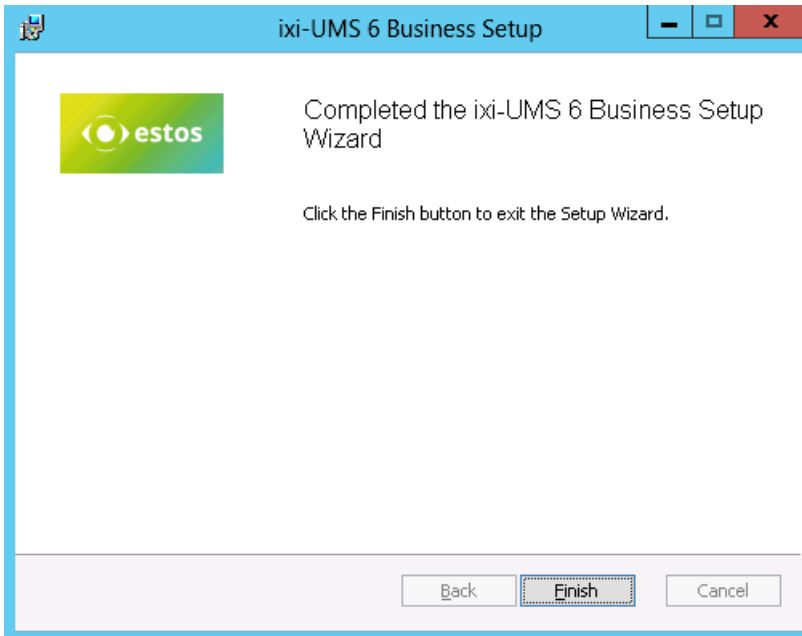 ixi-UMS 6 Business Setup
estos
Completed the ixi-UMS 6 Business Setup
Wizard
Click the Finish button to exit the Setup Wizard.
Back Finish Cancel